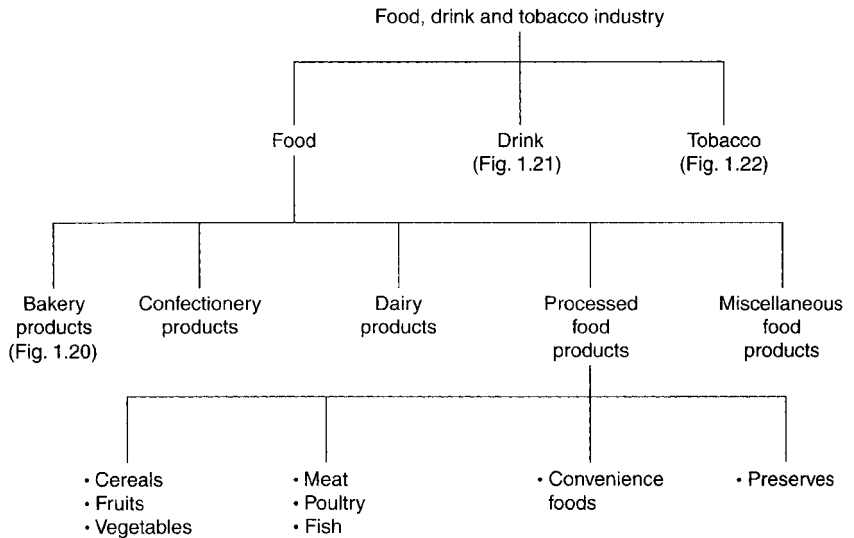 Food, drink and tobacco industry
Food
Drink
(Fig. 1.21)
Tobacco
(Fig. 1.22)
Bakery
products
(Fig. 1.20)
Confectionery
products
Dairy
products
Processed
food
products
Miscellaneous
food
products
• Cereals
• Fruits
• Vegetables
• Meat
• Poultry
• Fish
• Convenience
foods
• Preserves